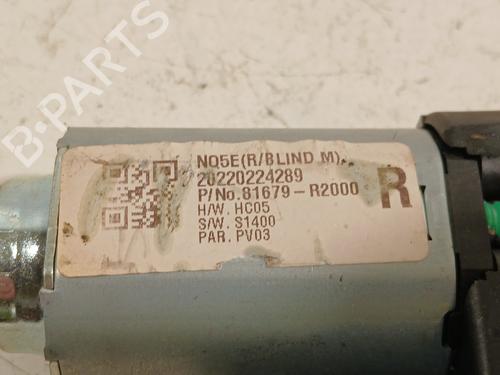 B-PARTS
NQ5E(R/BLIND M)
20220224289
P/No.81679-R2000
H/W. HC05
S/W. S1400
PAR. PV03
R